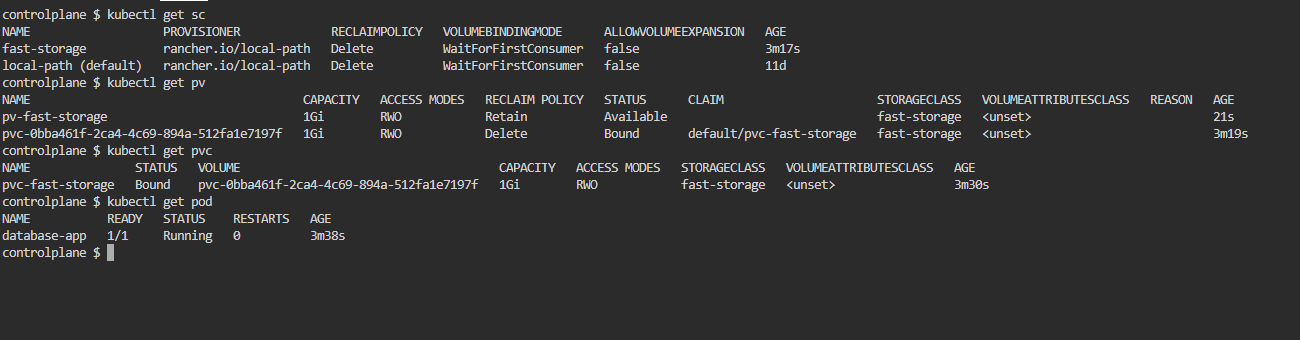 controlplane $ kubectl get sc
NAME PROVISIONER RECLAIMPOLICY VOLUMEBINDINGMODE ALLOWVOLUMEEXPANSION AGE
fast-storage rancher.io/local-path Delete WaitForFirstConsumer false 3m17s
local-path (default) rancher.io/local-path Delete WaitForFirstConsumer false 11d
controlplane $ kubectl get pv
NAME CAPACITY ACCESS MODES RECLAIM POLICY STATUS CLAIM STORAGECLASS VOLUMEATTRIBUTESCLASS REASON AGE
pv-fast-storage 1Gi RWO Retain Available fast-storage <unset> 21s
pvc-0bba461f-2ca4-4c69-894a-512fa1e7197f 1Gi RWO Delete Bound default/pvc-fast-storage fast-storage <unset> 3m19s
controlplane $ kubectl get pvc
NAME STATUS VOLUME CAPACITY ACCESS MODES STORAGECLASS VOLUMEATTRIBUTESCLASS AGE
pvc-fast-storage Bound pvc-0bba461f-2ca4-4c69-894a-512fa1e7197f 1Gi RWO fast-storage <unset> 3m30s
controlplane $ kubectl get pod
NAME READY STATUS RESTARTS AGE
database-app 1/1 Running 0 3m38s
controlplane $